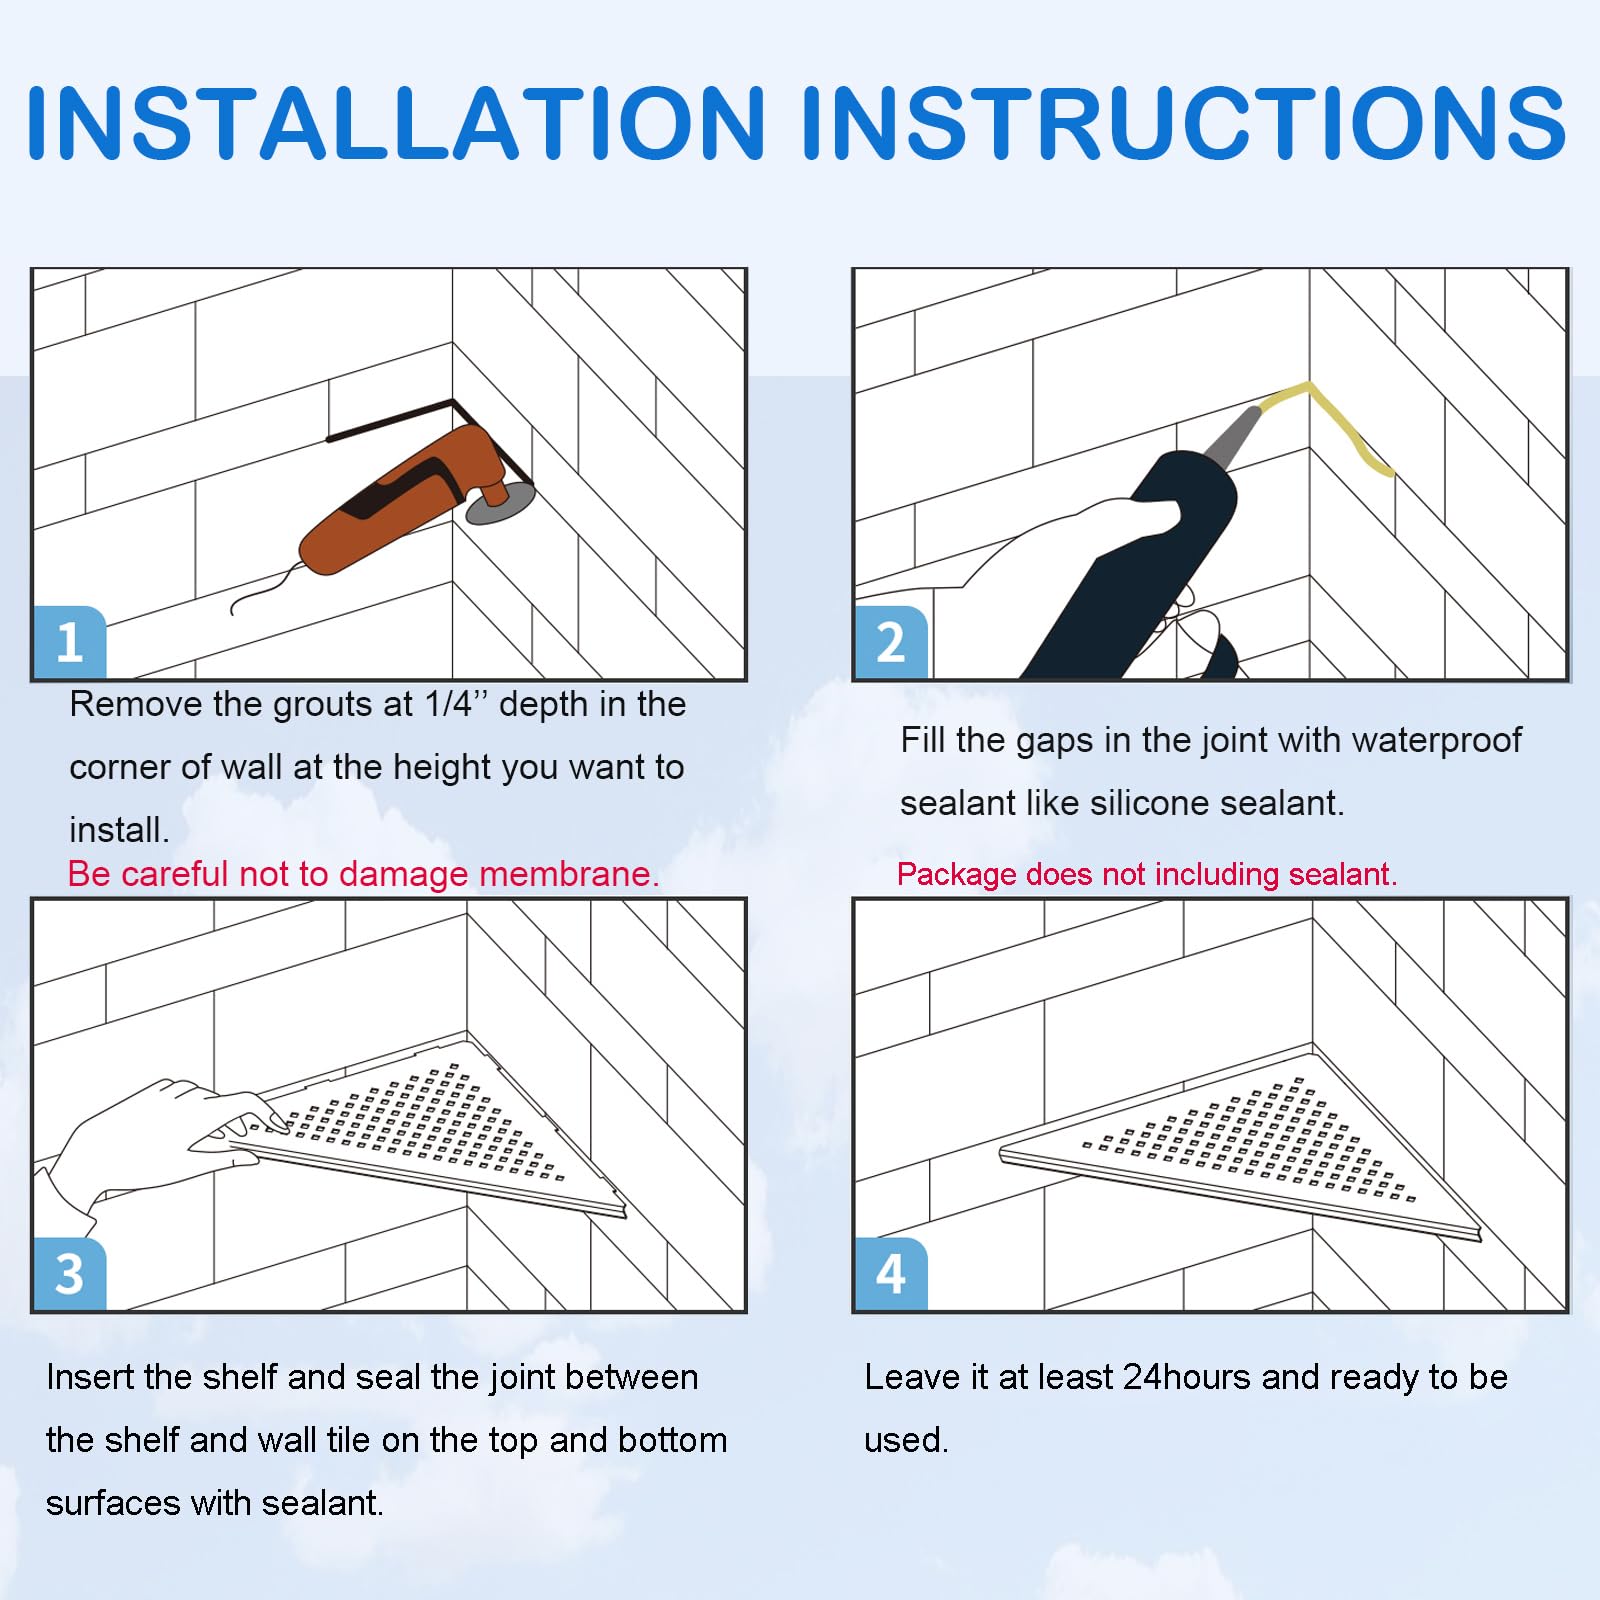 INSTALLATION INSTRUCTIONS
1
Remove the grouts at 1/4’’ depth in the
corner of wall at the height you want to
install.
Be careful not to damage membrane.
2
Fill the gaps in the joint with waterproof
sealant like silicone sealant.
Package does not including sealant.
3
Insert the shelf and seal the joint between
the shelf and wall tile on the top and bottom
surfaces with sealant.
4
Leave it at least 24hours and ready to be
used.